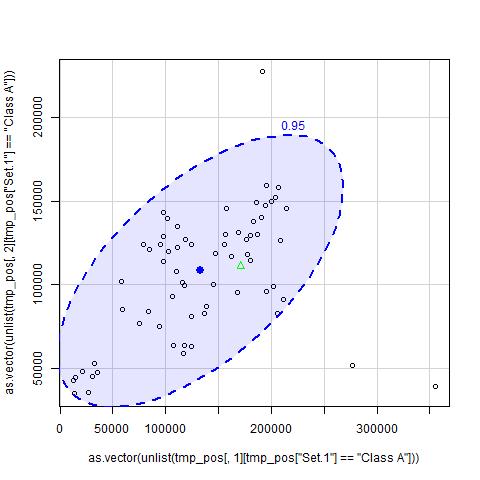 0.95
as.vector(unlist(tmp_pos[, 2][tmp_pos["Set.1"] == "Class A"]))
200000
150000
100000
50000
0 50000 100000 200000 300000
as.vector(unlist(tmp_pos[, 1][tmp_pos["Set.1"] == "Class A"]))